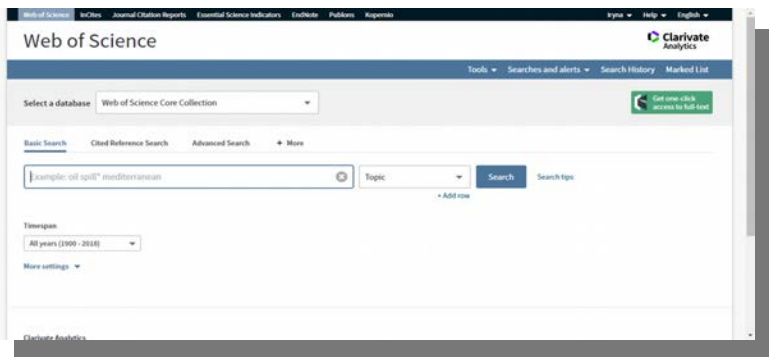 Web of Science InCites Journal Citation Reports Essential Science Indicators EndNote Publons Kopernio Iryna Help English
Web of Science
Clarivate
Analytics
Tools Searches and alerts Search History Marked List
Select a database Web of Science Core Collection
Get one-click
access to full-text
Basic Search Cited Reference Search Advanced Search + More
Example: oil spill* mediterranean Topic Search Search tips
+ Add row
Timespan
All years (1900 - 2018)
More settings
Clarivate Analytics